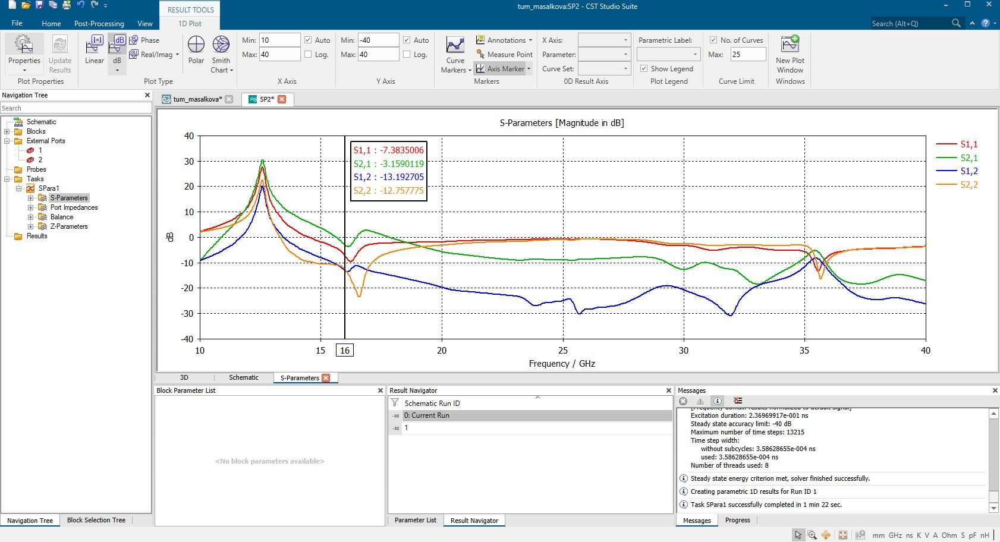 tum_masalkova:SP2 - CST Studio Suite
RESULT TOOLS
File Home Post-Processing View 1D Plot
Search (Alt+Q)
Properties
Update Results
Plot Properties
Linear
dB
Phase
Real/Imag
Polar
Smith Chart
Plot Type
Min: 10 Auto
Max: 40 Log.
X Axis
Min: -40 Auto
Max: 40 Log.
Y Axis
Curve Markers
Annotations
Measure Point
Axis Marker
Markers
X Axis:
Parameter:
Curve Set:
0D Result Axis
Parametric Label:
Show Legend
Plot Legend
No. of Curves
Max: 25
Curve Limit
New Plot Window
Windows
Navigation Tree
Search
Schematic
Blocks
External Ports
1
2
Probes
Tasks
SPara1
S-Parameters
Port Impedances
Balance
Z-Parameters
Results
Navigation Tree Block Selection Tree
tum_masalkova* SP2*
S-Parameters [Magnitude in dB]
40
30
20
10
0
-10
-20
-30
-40
dB
S1,1 : -7.3835006
S2,1 : -3.1590119
S1,2 : -13.192705
S2,2 : -12.757775
S1,1
S2,1
S1,2
S2,2
10 15 16 20 25 30 35 40
Frequency / GHz
3D Schematic S-Parameters
Block Parameter List
<No block parameters available>
Result Navigator
Schematic Run ID
0: Current Run
1
Parameter List Result Navigator
Messages
[Frequency domain results normalized to default signal]
Excitation duration: 2.36969917e-001 ns
Steady state accuracy limit: -40 dB
Maximum number of time steps: 13215
Time step width:
without subcycles: 3.58628655e-004 ns
used: 3.58628655e-004 ns
Number of threads used: 8
Steady state energy criterion met, solver finished successfully.
Creating parametric 1D results for Run ID 1
Task SPara1 successfully completed in 1 min 22 sec.
Messages Progress
mm GHz ns K V A Ohm S pF nH